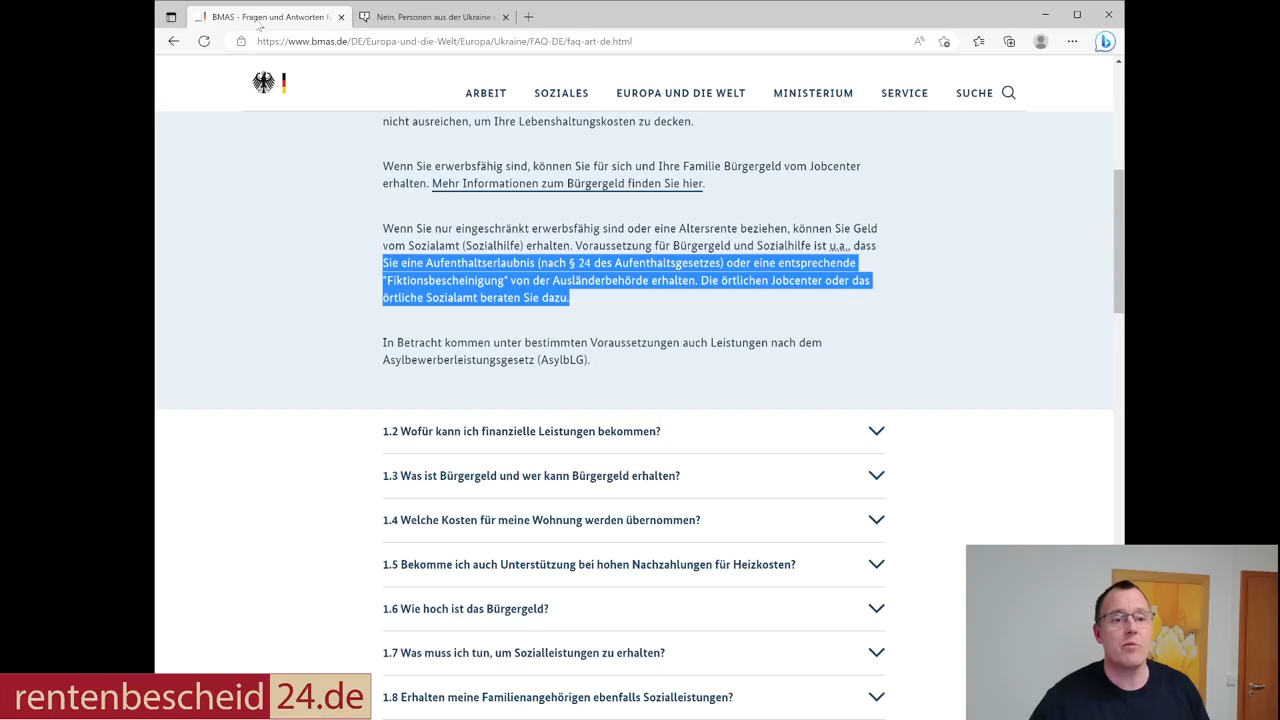 BMAS - Fragen und Antworten f
Nein, Personen aus der Ukraine
https://www.bmas.de/DE/Europa-und-die-Welt/Europa/Ukraine/FAQ-DE/faq-art-de.html
ARBEIT SOZIALES EUROPA UND DIE WELT MINISTERIUM SERVICE SUCHE
nicht ausreichen, um Ihre Lebenshaltungskosten zu decken.
Wenn Sie erwerbsfähig sind, können Sie für sich und Ihre Familie Bürgergeld vom Jobcenter
erhalten. Mehr Informationen zum Bürgergeld finden Sie hier.
Wenn Sie nur eingeschränkt erwerbsfähig sind oder eine Altersrente beziehen, können Sie Geld
vom Sozialamt (Sozialhilfe) erhalten. Voraussetzung für Bürgergeld und Sozialhilfe ist u.a., dass
Sie eine Aufenthaltserlaubnis (nach § 24 des Aufenthaltsgesetzes) oder eine entsprechende
"Fiktionsbescheinigung" von der Ausländerbehörde erhalten. Die örtlichen Jobcenter oder das
örtliche Sozialamt beraten Sie dazu.
In Betracht kommen unter bestimmten Voraussetzungen auch Leistungen nach dem
Asylbewerberleistungsgesetz (AsylbLG).
1.2 Wofür kann ich finanzielle Leistungen bekommen?
1.3 Was ist Bürgergeld und wer kann Bürgergeld erhalten?
1.4 Welche Kosten für meine Wohnung werden übernommen?
1.5 Bekomme ich auch Unterstützung bei hohen Nachzahlungen für Heizkosten?
1.6 Wie hoch ist das Bürgergeld?
1.7 Was muss ich tun, um Sozialleistungen zu erhalten?
1.8 Erhalten meine Familienangehörigen ebenfalls Sozialleistungen?
rentenbescheid24.de